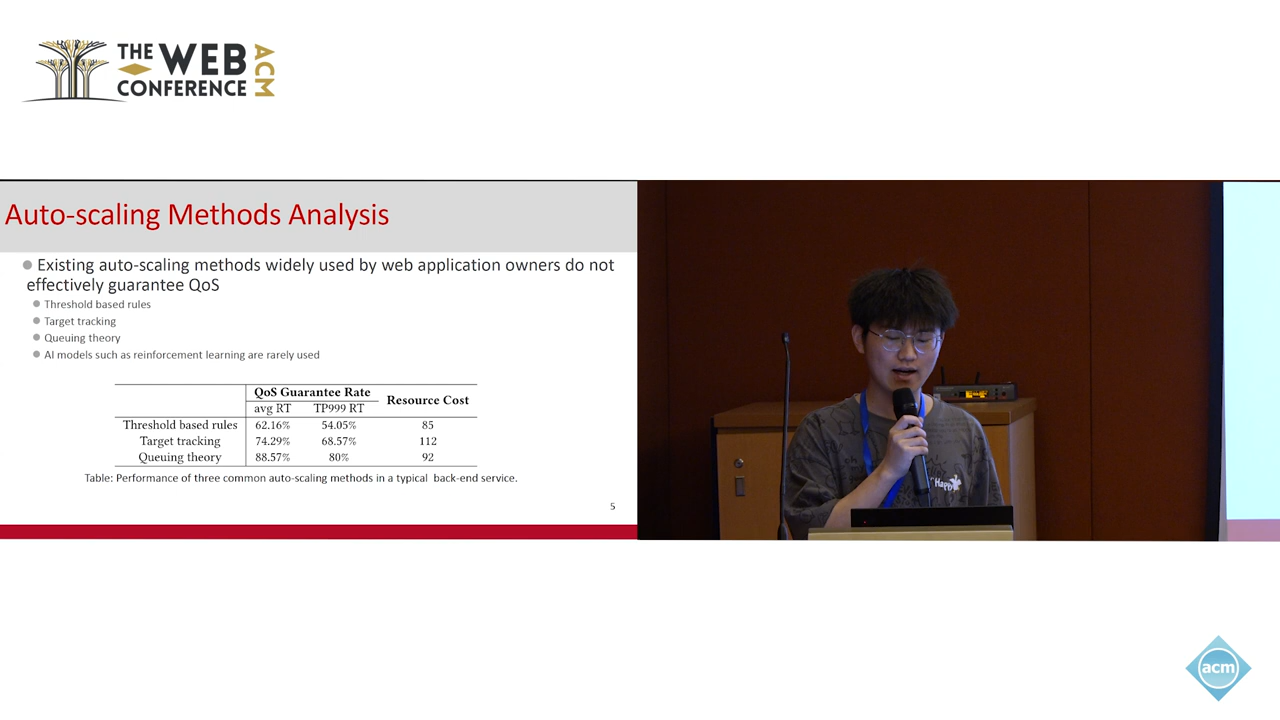 THE WEB
CONFERENCE
ACM
Auto-scaling Methods Analysis
Existing auto-scaling methods widely used by web application owners do not
effectively guarantee QoS
Threshold based rules
Target tracking
Queuing theory
AI models such as reinforcement learning are rarely used
QoS Guarantee Rate Resource Cost
avg RT TP999 RT
Threshold based rules 62.16% 54.05% 85
Target tracking 74.29% 68.57% 112
Queuing theory 88.57% 80% 92
Table: Performance of three common auto-scaling methods in a typical back-end service.
5
Happy
acm